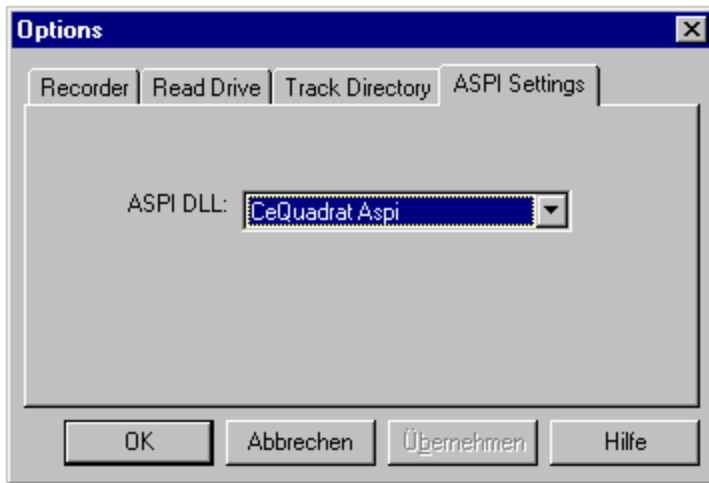 Options
Recorder Read Drive Track Directory ASPI Settings
ASPI DLL: CeQuadrat Aspi
OK Abbrechen Übernehmen Hilfe